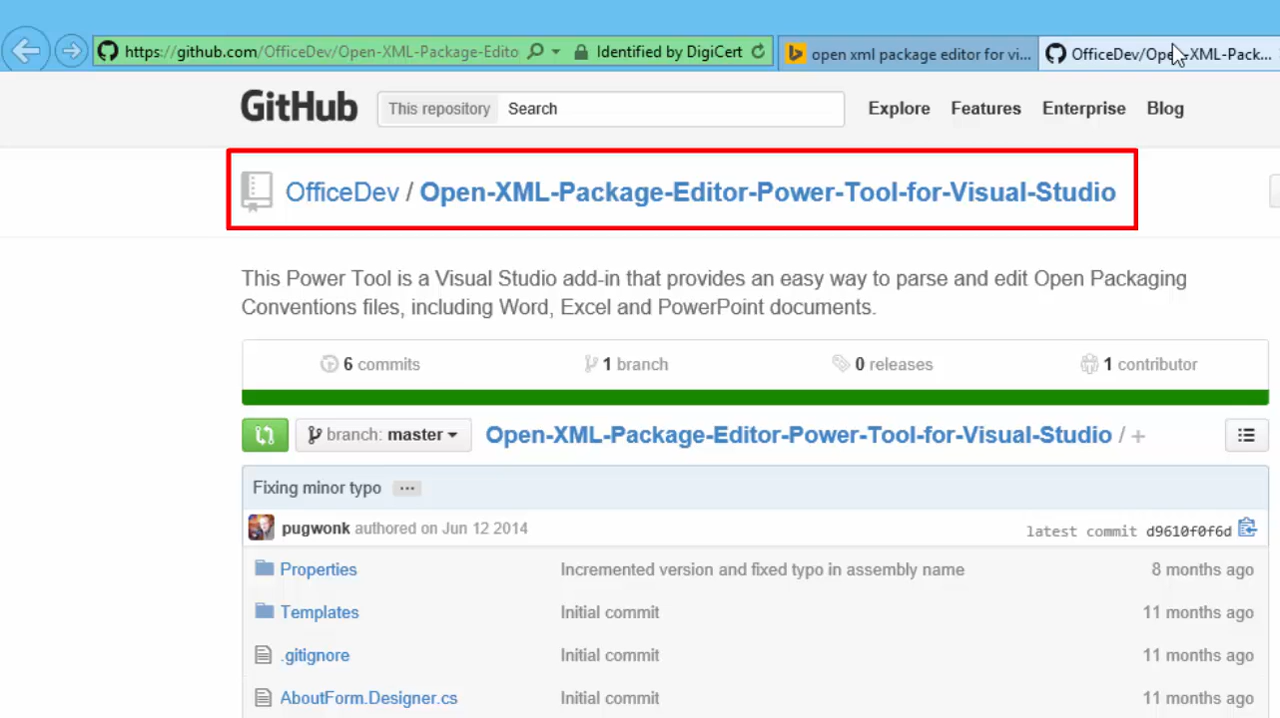 https://github.com/OfficeDev/Open-XML-Package-Edito Identified by DigiCert open xml package editor for vi... OfficeDev/Open-XML-Pack...
GitHub This repository Search Explore Features Enterprise Blog
OfficeDev / Open-XML-Package-Editor-Power-Tool-for-Visual-Studio
This Power Tool is a Visual Studio add-in that provides an easy way to parse and edit Open Packaging
Conventions files, including Word, Excel and PowerPoint documents.
6 commits 1 branch 0 releases 1 contributor
branch: master Open-XML-Package-Editor-Power-Tool-for-Visual-Studio / +
Fixing minor typo ...
pugwonk authored on Jun 12 2014 latest commit d9610f0f6d
Properties Incremented version and fixed typo in assembly name 8 months ago
Templates Initial commit 11 months ago
.gitignore Initial commit 11 months ago
AboutForm.Designer.cs Initial commit 11 months ago